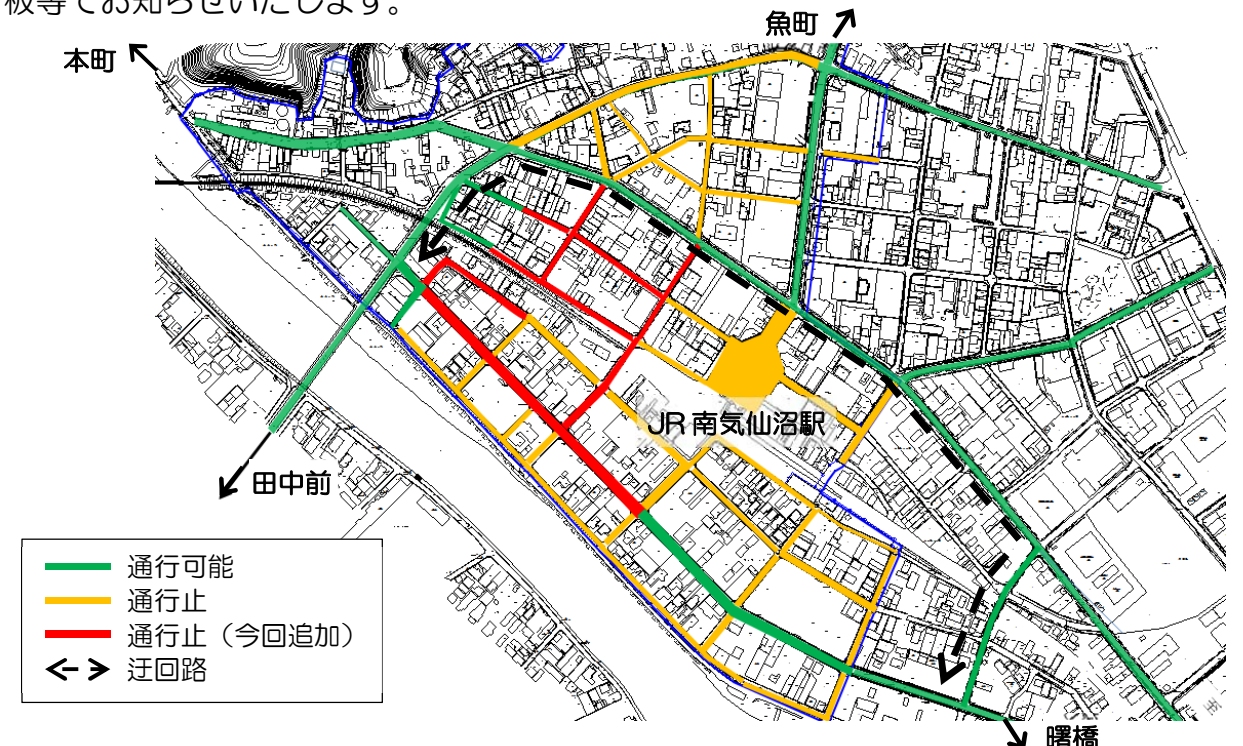 板等でお知らせいたします。
魚町
本町
JR南気仙沼駅
田中前
通行可能
通行止
通行止（今回追加）
迂回路
曙橋
至